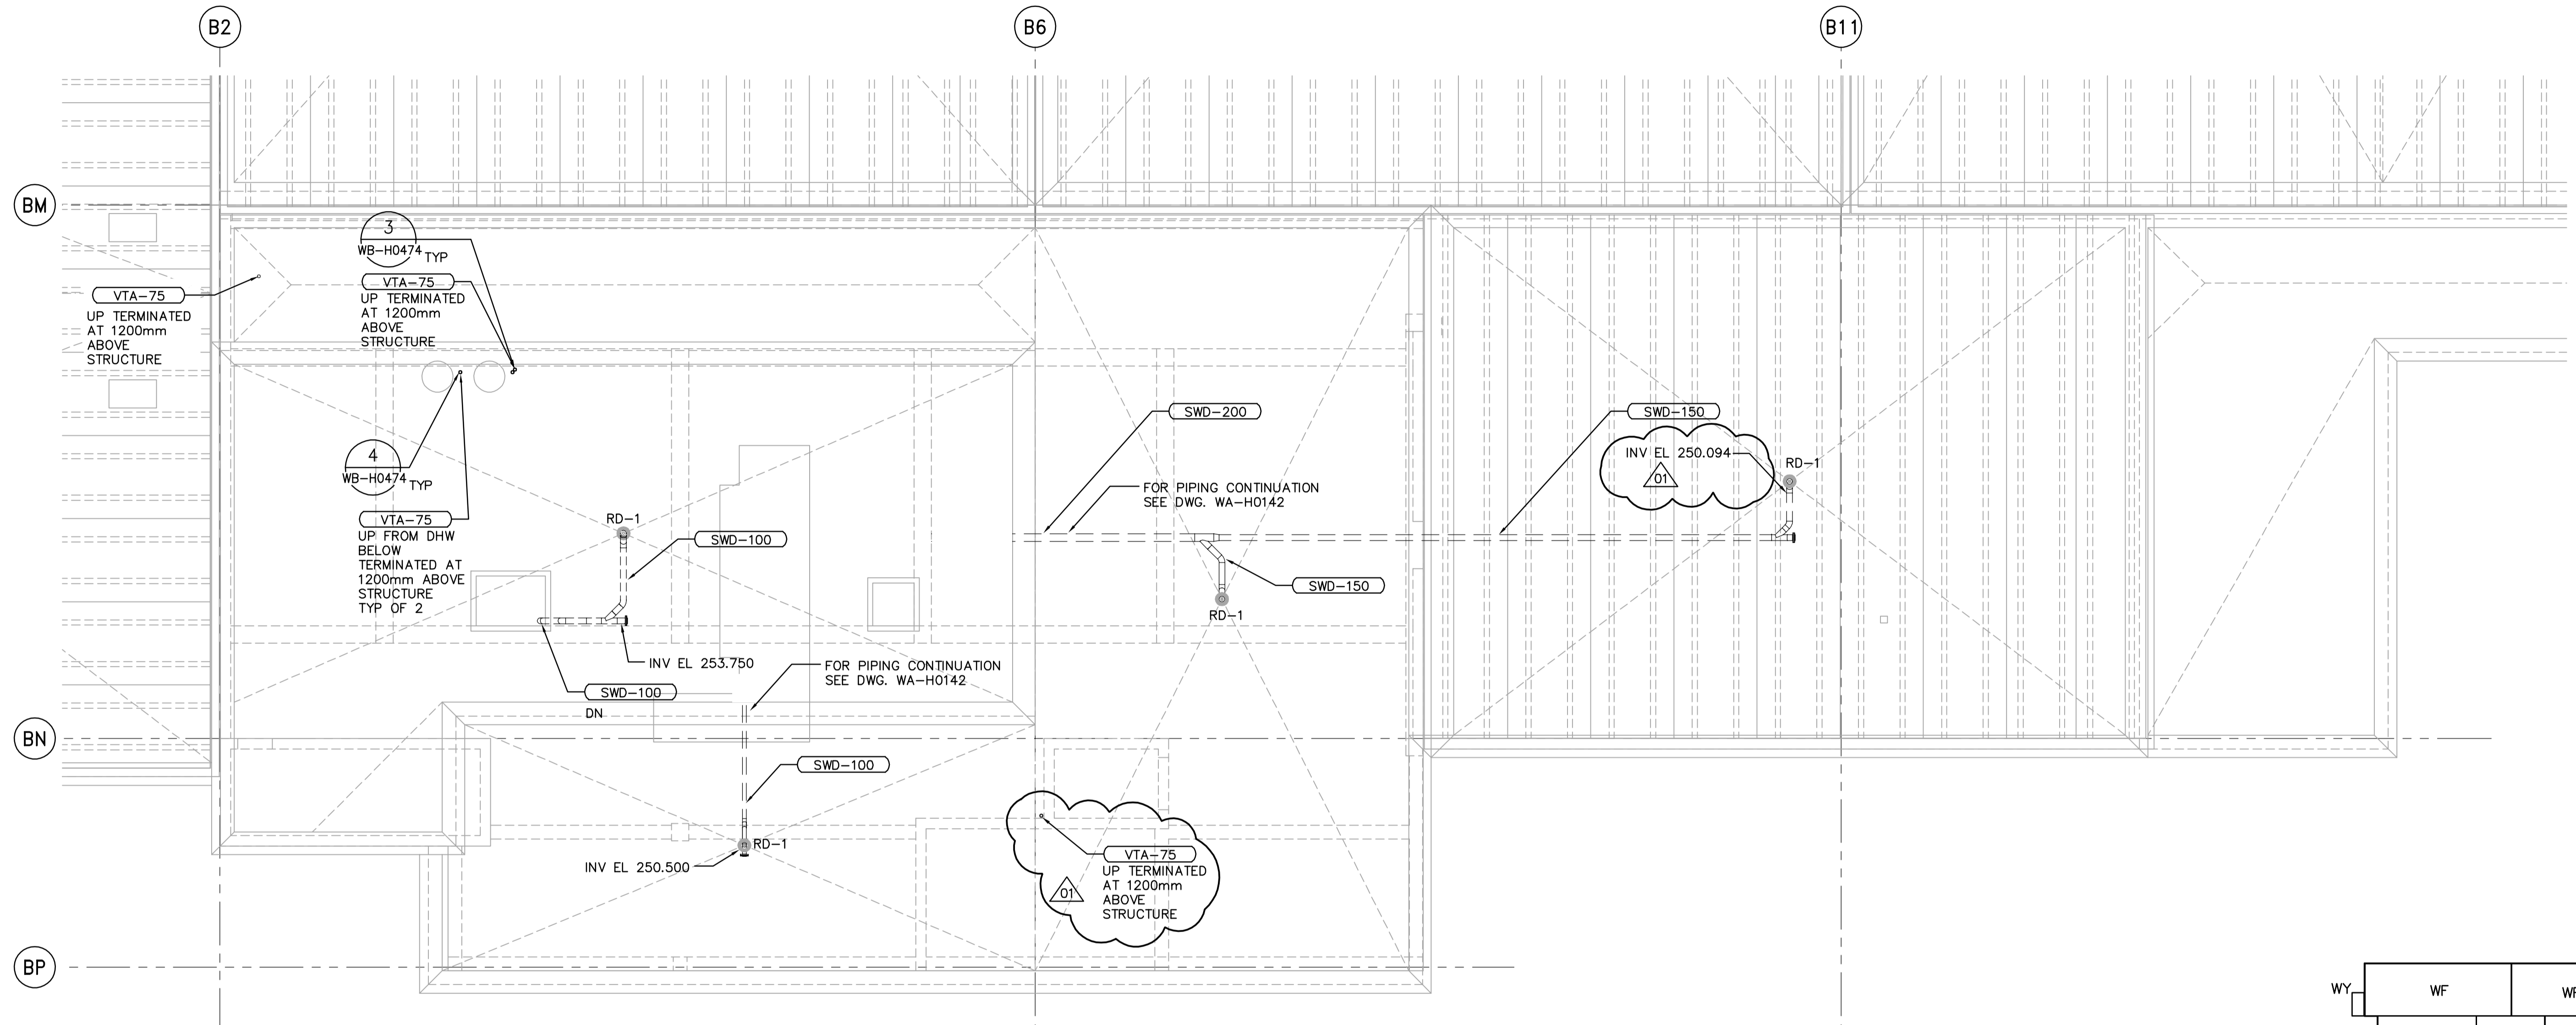 B2
B6
B11
BM
3
WB-H0474
TYP
VTA-75
UP TERMINATED
AT 1200mm
ABOVE
STRUCTURE
VTA-75
UP TERMINATED
AT 1200mm
ABOVE
STRUCTURE
4
WB-H0474
TYP
VTA-75
UP FROM DHW
BELOW
TERMINATED AT
1200mm ABOVE
STRUCTURE
TYP OF 2
RD-1
SWD-100
INV EL 253.750
SWD-100
DN
FOR PIPING CONTINUATION
SEE DWG. WA-H0142
SWD-200
FOR PIPING CONTINUATION
SEE DWG. WA-H0142
SWD-150
RD-1
SWD-150
INV EL 250.094
01
RD-1
BN
SWD-100
RD-1
INV EL 250.500
VTA-75
UP TERMINATED
AT 1200mm
ABOVE
STRUCTURE
01
BP
WY
WF